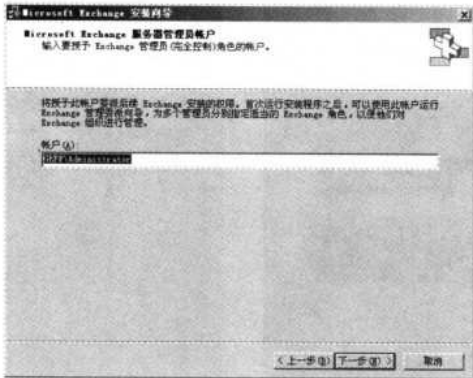 Microsoft Exchange 安装向导
Microsoft Exchange 服务器管理员帐户
输入要授予 Exchange 管理员(完全控制)角色的帐户。
将授予此帐户要做后续 Exchange 安装的权限。首次运行安装程序之后，可以使用此帐户运行
Exchange 管理委派向导，为多个管理员分别指定适当的 Exchange 角色，以便他们对
Exchange 组织进行管理。
帐户(A)
\Administrator
<上一步(B)
下一步(N)>
取消